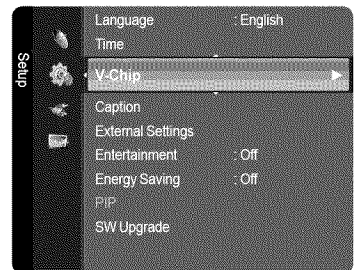 Setup
Language : English
Time
V-Chip
Caption
External Settings
Entertainment : Off
Energy Saving : Off
PIP
SW Upgrade